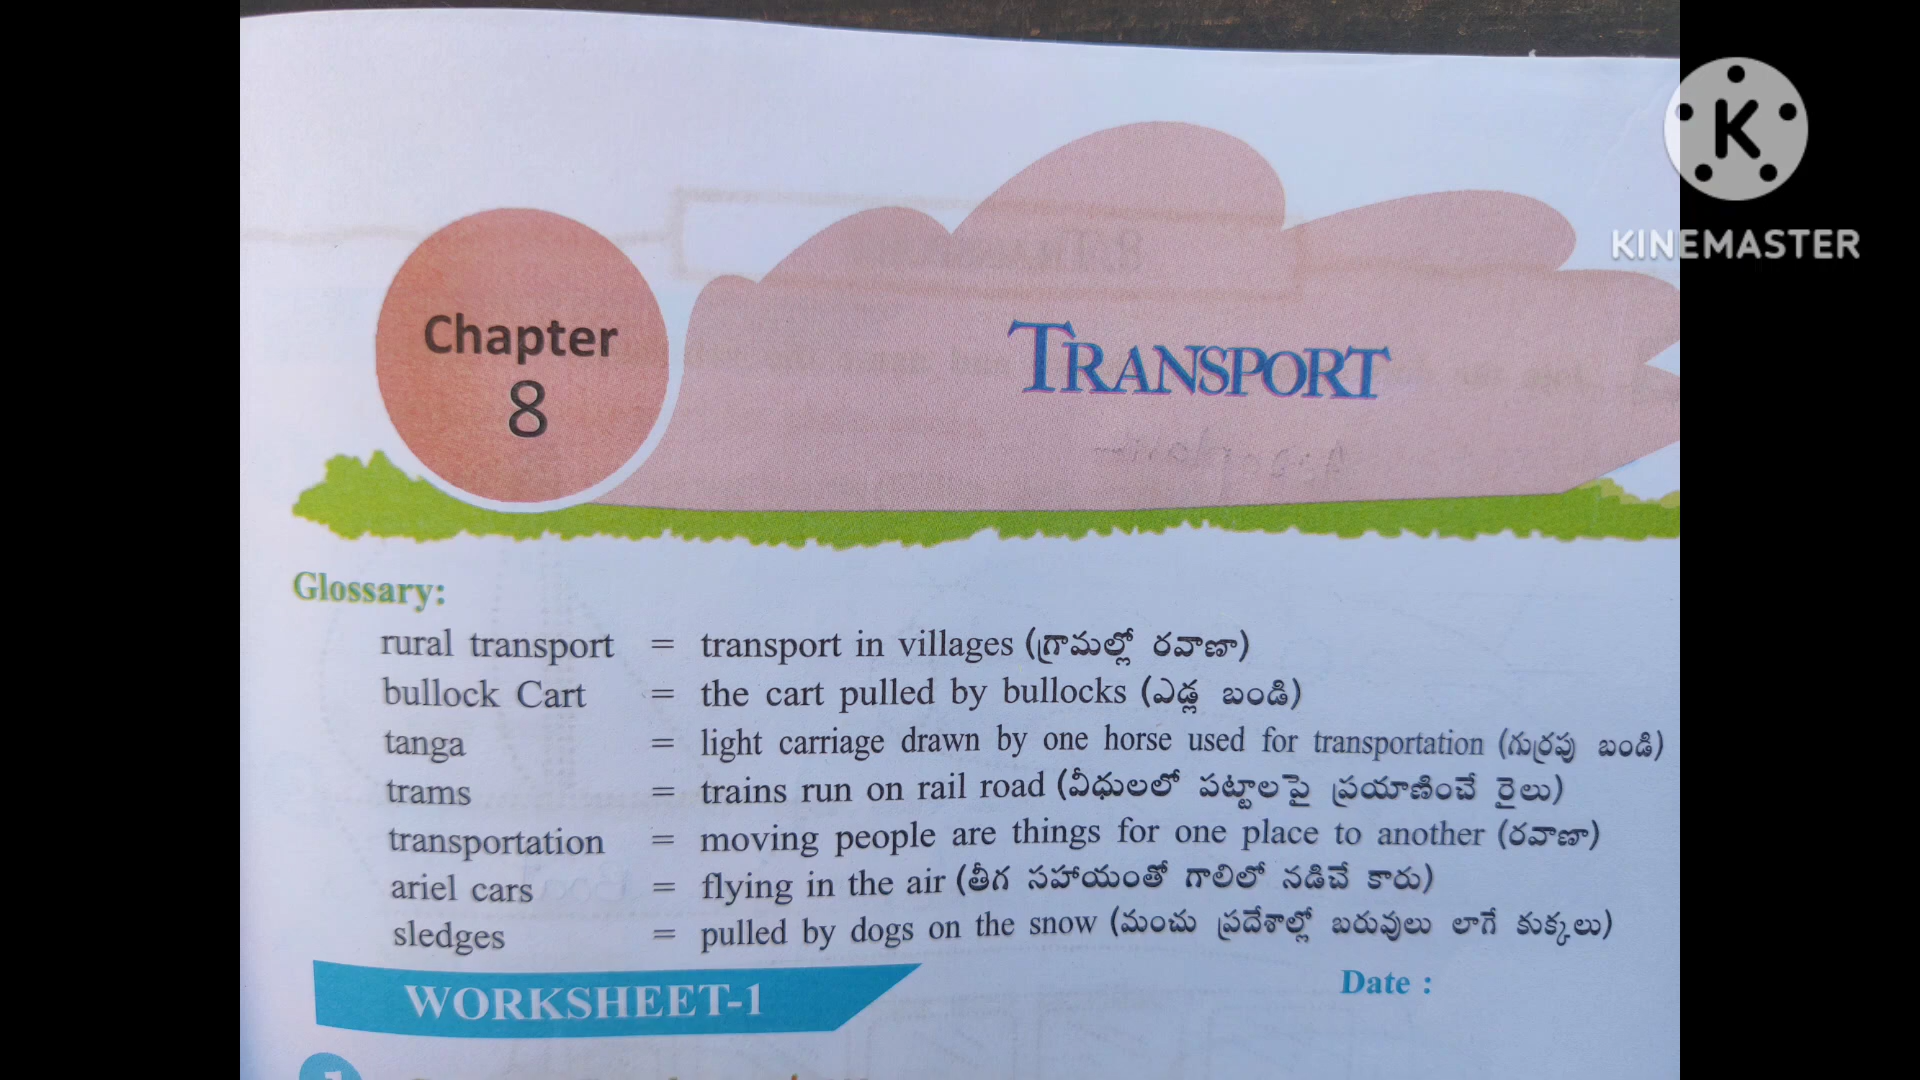 KINEMASTER
Chapter
8
TRANSPORT
Glossary:
rural transport = transport in villages (గ్రామల్లో రవాణా)
bullock Cart = the cart pulled by bullocks (ఎడ్ల బండి)
tanga = light carriage drawn by one horse used for transportation (గుర్రపు బండి)
trams = trains run on rail road (వీధులలో పట్టాలపై ప్రయాణించే రైలు)
transportation = moving people are things for one place to another (రవాణా)
ariel cars = flying in the air (తీగ సహాయంతో గాలిలో నడిచే కారు)
sledges = pulled by dogs on the snow (మంచు ప్రదేశాల్లో బరువులు లాగే కుక్కలు)
Date :
WORKSHEET-1